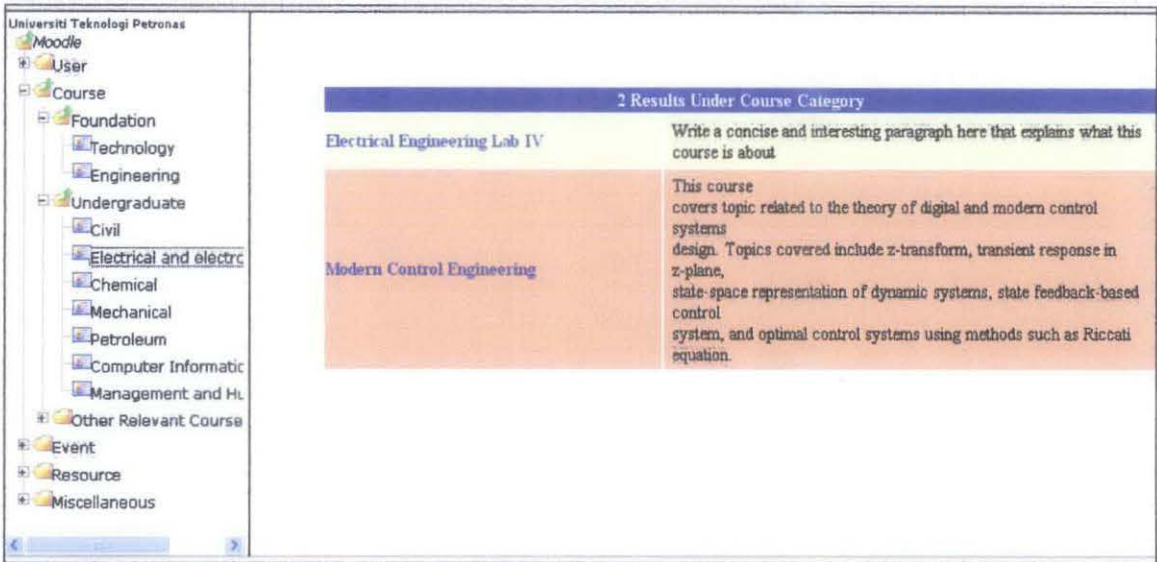 Universiti Teknologi Petronas
Moodle
User
Course
Foundation
Technology
Engineering
Undergraduate
Civil
Electrical and electrc
Chemical
Mechanical
Petroleum
Computer Informatic
Management and Hu
Other Relevant Course
Event
Resource
Miscellaneous
2 Results Under Course Category
Electrical Engineering Lab IV
Write a concise and interesting paragraph here that explains what this
course is about
Modern Control Engineering
This course
covers topic related to the theory of digital and modern control
systems
design. Topics covered include z-transform, transient response in
z-plane,
state-space representation of dynamic systems, state feedback-based
control
system, and optimal control systems using methods such as Riccati
equation.